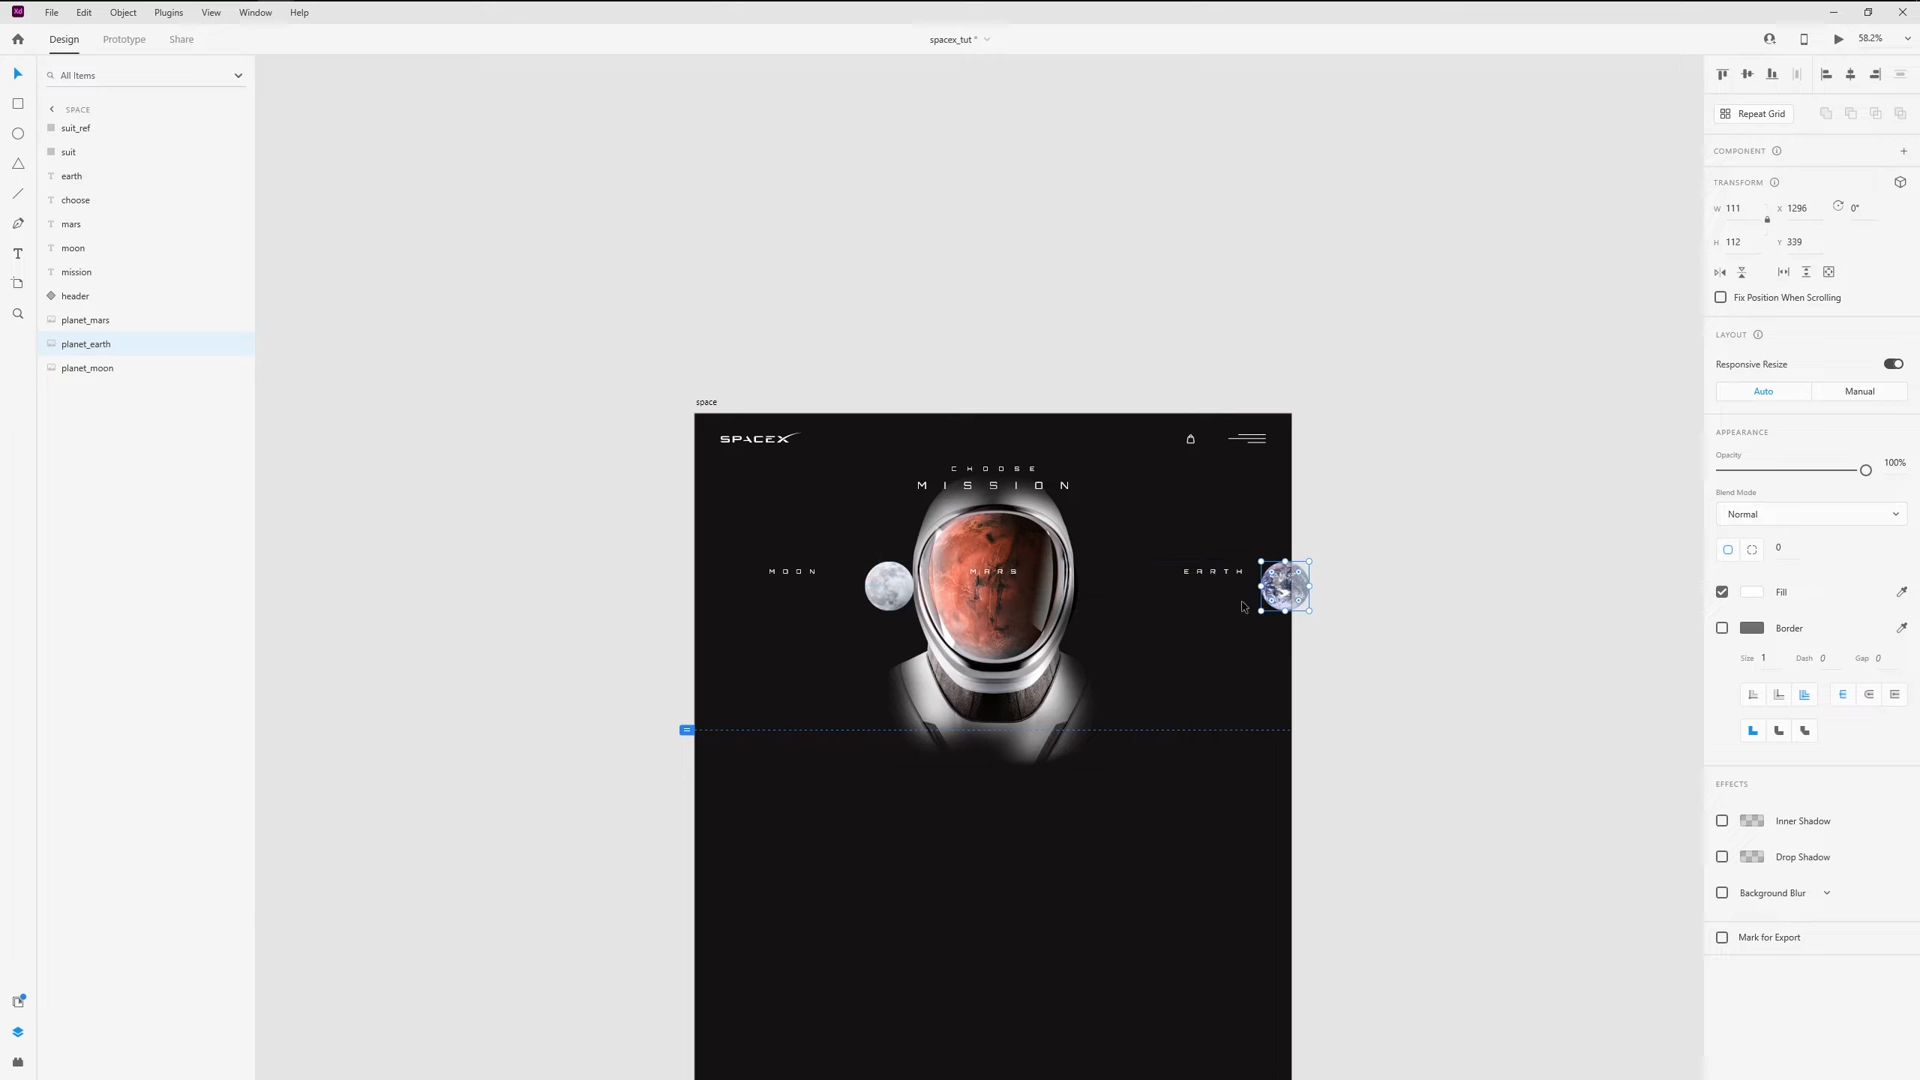 Xd File Edit Object Plugins View Window Help
Design Prototype Share spacex_tut * 58.2%
All Items
SPACE
suit_ref
suit
earth
choose
mars
moon
mission
header
planet_mars
planet_earth
planet_moon
space
SPACEX
CHOOSE
MISSION
MOON MARS EARTH
Repeat Grid
COMPONENT
TRANSFORM
W 111 X 1296 0°
H 112 Y 339
Fix Position When Scrolling
LAYOUT
Responsive Resize
Auto Manual
APPEARANCE
Opacity
100%
Blend Mode
Normal
0
Fill
Border
Size 1 Dash 0 Gap 0
EFFECTS
Inner Shadow
Drop Shadow
Background Blur
Mark for Export